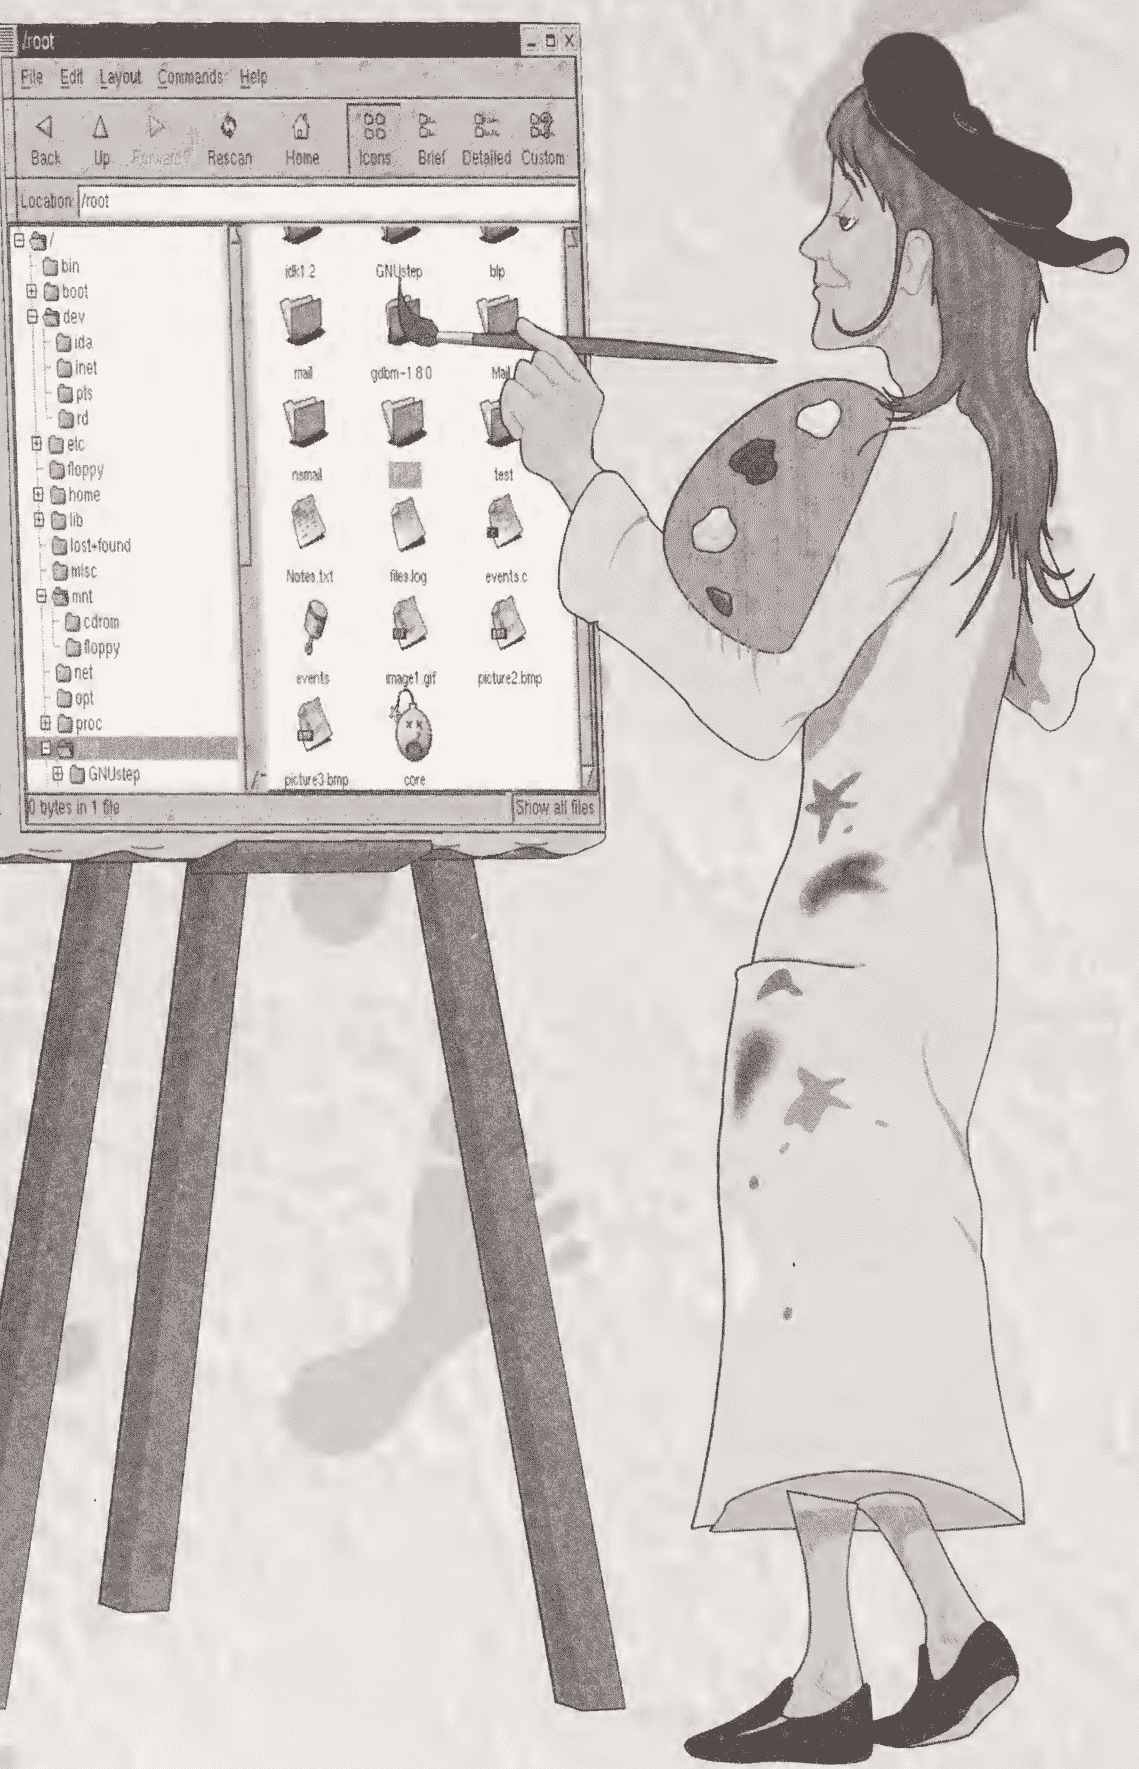 /root
File Edit Layout Commands Help
Back Up Forward Rescan Home Icons Brief Detailed Custom
Location: /root
/
bin
boot
dev
ida
inet
pts
rd
etc
floppy
home
lib
lost+found
misc
mnt
cdrom
floppy
net
opt
proc
GNUstep
jdk1.2 GNUstep blp
mail gdbm-1.8.0 Mail
nsmail test
Notes.txt files.log events.c
events image1.gif picture2.bmp
picture3.bmp core
0 bytes in 1 file Show all files